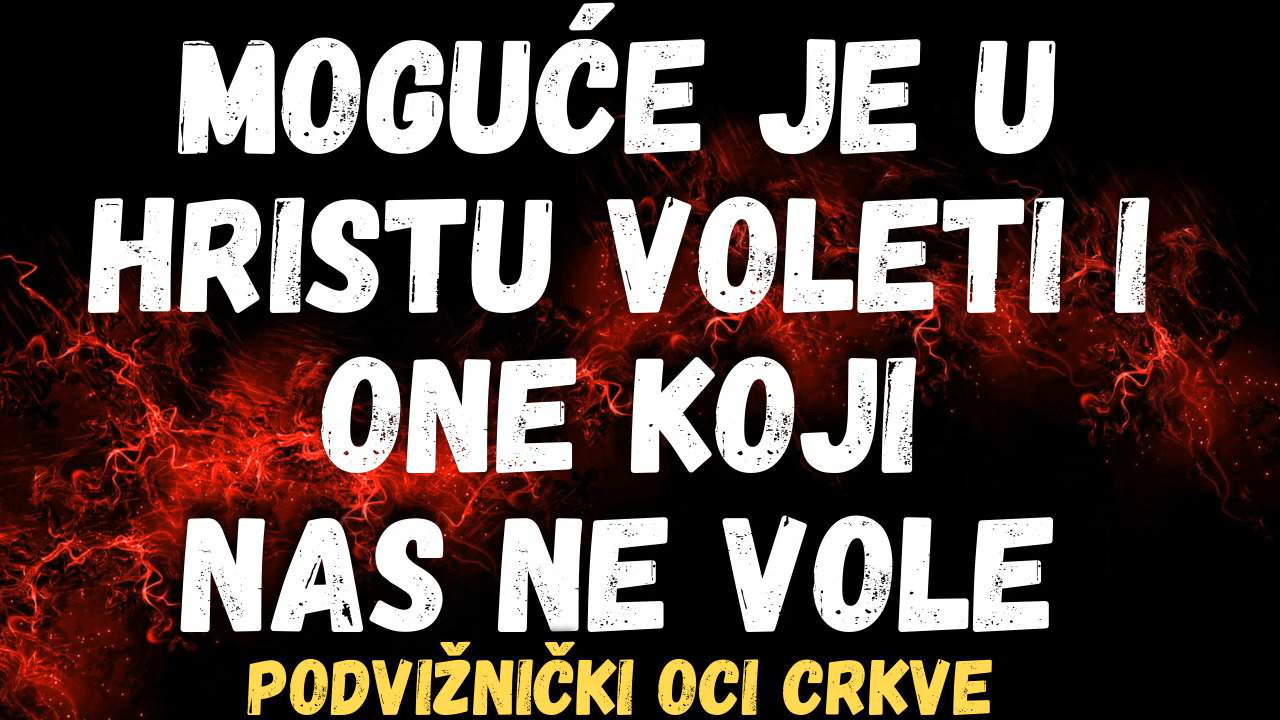 MOGUĆE JE U
HRISTU VOLETI I
ONE KOJI
NAS NE VOLE
PODVIŽNIČKI OCI CRKVE